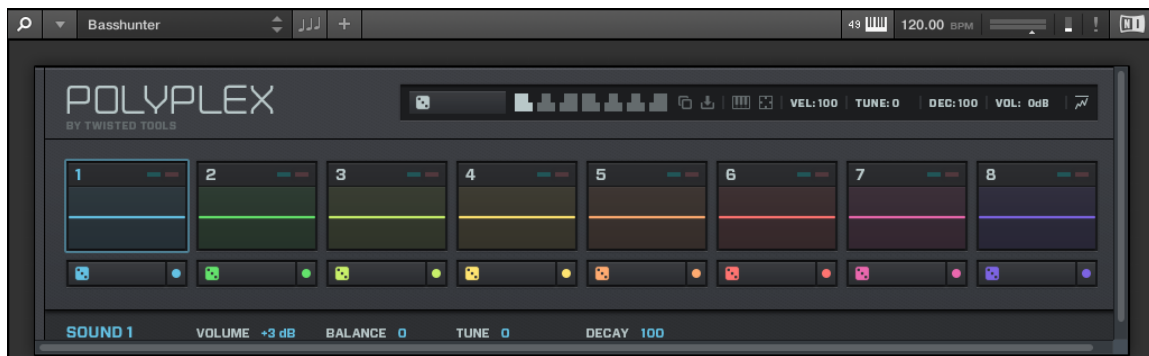 Basshunter 49 120.00 BPM NI
POLYPLEX
BY TWISTED TOOLS
VEL:100 TUNE:0 DEC:100 VOL: 0dB
1 2 3 4 5 6 7 8
SOUND 1 VOLUME +3 dB BALANCE 0 TUNE 0 DECAY 100